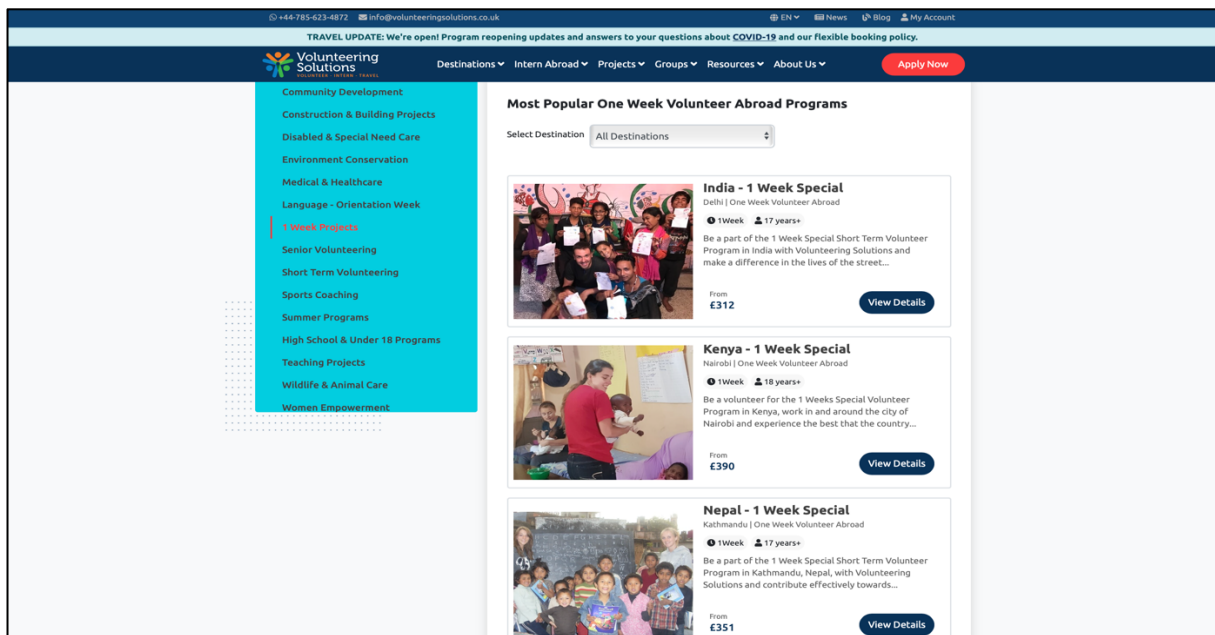 +44-785-623-4872 info@volunteeringsolutions.co.uk EN News Blog My Account
TRAVEL UPDATE: We're open! Program reopening updates and answers to your questions about COVID-19 and our flexible booking policy.
Volunteering
Solutions
VOLUNTEER · INTERN · TRAVEL
Destinations Intern Abroad Projects Groups Resources About Us Apply Now
Community Development
Construction & Building Projects
Disabled & Special Need Care
Environment Conservation
Medical & Healthcare
Language - Orientation Week
1 Week Projects
Senior Volunteering
Short Term Volunteering
Sports Coaching
Summer Programs
High School & Under 18 Programs
Teaching Projects
Wildlife & Animal Care
Women Empowerment
Most Popular One Week Volunteer Abroad Programs
Select Destination All Destinations
India - 1 Week Special
Delhi | One Week Volunteer Abroad
1Week 17 years+
Be a part of the 1 Week Special Short Term Volunteer
Program in India with Volunteering Solutions and
make a difference in the lives of the street...
From
£312
View Details
Kenya - 1 Week Special
Nairobi | One Week Volunteer Abroad
1Week 18 years+
Be a volunteer for the 1 Weeks Special Volunteer
Program in Kenya, work in and around the city of
Nairobi and experience the best that the country...
From
£390
View Details
Nepal - 1 Week Special
Kathmandu | One Week Volunteer Abroad
1Week 17 years+
Be a part of the 1 Week Special Short Term Volunteer
Program in Kathmandu, Nepal, with Volunteering
Solutions and contribute effectively towards...
From
£351
View Details